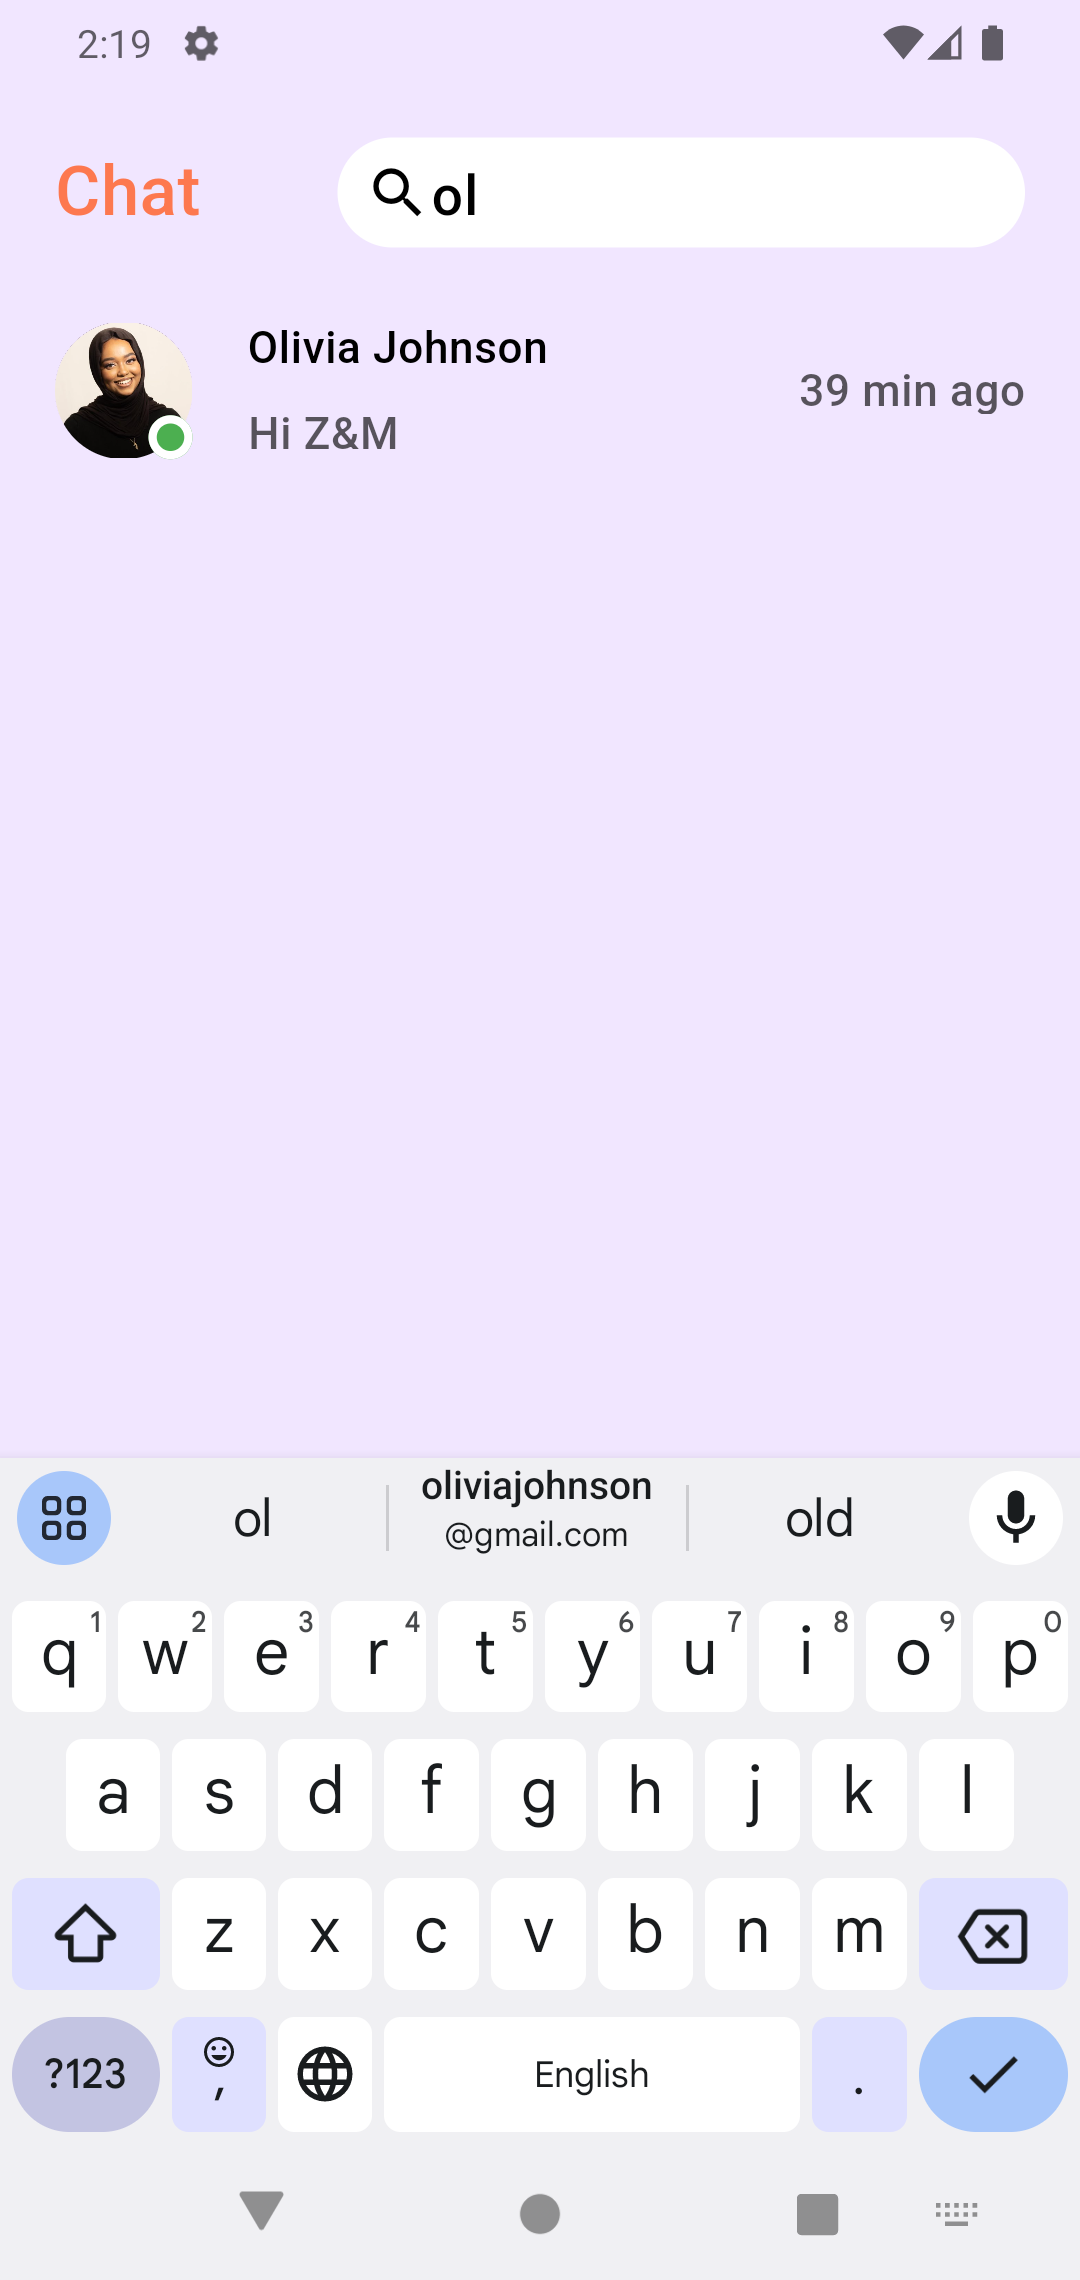 2:19
Chat
ol
Olivia Johnson
39 min ago
Hi Z&M
ol
oliviajohnson
@gmail.com
old
q 1 w 2 e 3 r 4 t 5 y 6 u 7 i 8 o 9 p 0
a s d f g h j k l
z x c v b n m
?123 , English .